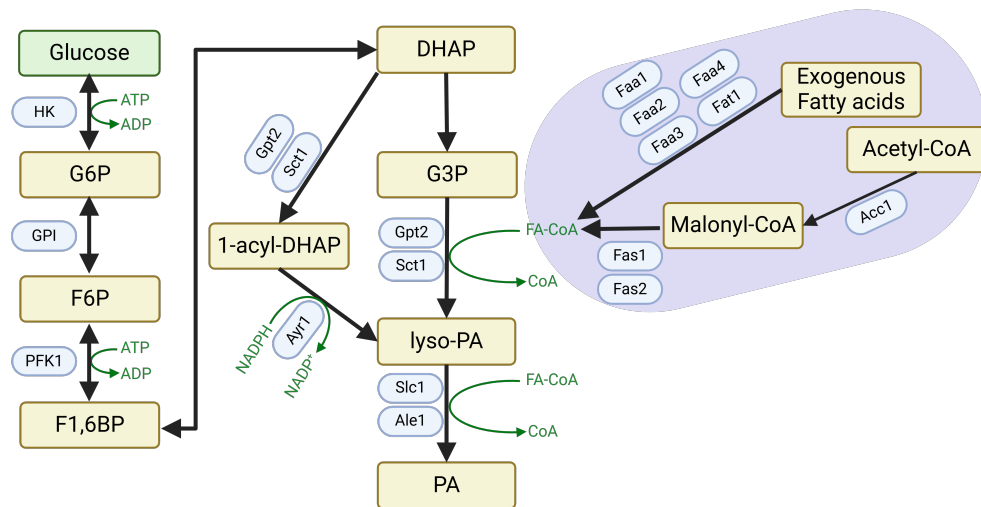 Glucose
HK
ATP
ADP
G6P
GPI
F6P
PFK1
ATP
ADP
F1,6BP
DHAP
Gpt2
Sct1
1-acyl-DHAP
NADPH
Ayr1
NADP⁺
G3P
Gpt2
Sct1
FA-CoA
CoA
lyso-PA
Slc1
Ale1
FA-CoA
CoA
PA
Faa1
Faa4
Faa2
Fat1
Faa3
Exogenous
Fatty acids
Acetyl-CoA
Acc1
Malonyl-CoA
Fas1
Fas2